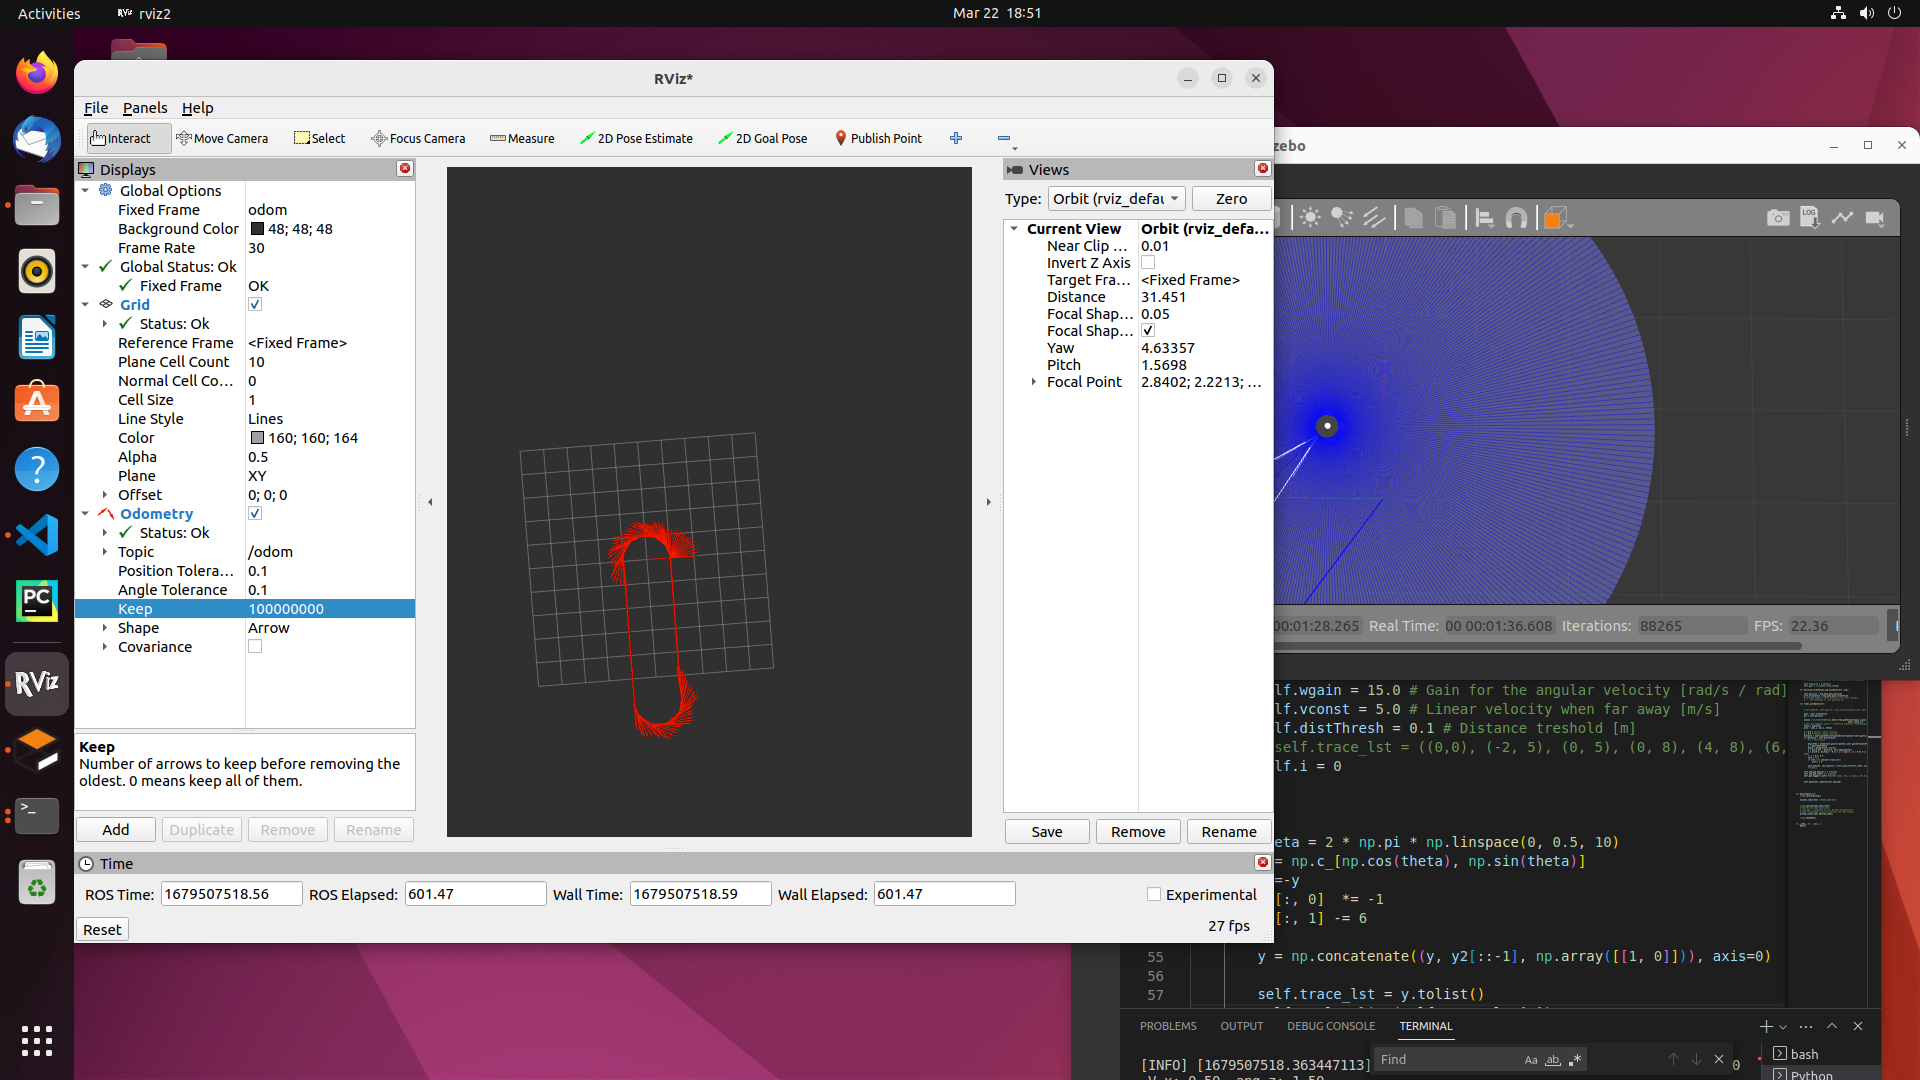 Activities
rviz2
Mar 22 18:51
RViz*
File Panels Help
Interact Move Camera Select Focus Camera Measure 2D Pose Estimate 2D Goal Pose Publish Point
Displays
Global Options
Fixed Frame odom
Background Color 48; 48; 48
Frame Rate 30
Global Status: Ok
Fixed Frame OK
Grid
Status: Ok
Reference Frame <Fixed Frame>
Plane Cell Count 10
Normal Cell Co... 0
Cell Size 1
Line Style Lines
Color 160; 160; 164
Alpha 0.5
Plane XY
Offset 0; 0; 0
Odometry
Status: Ok
Topic /odom
Position Tolera... 0.1
Angle Tolerance 0.1
Keep 100000000
Shape Arrow
Covariance
Keep
Number of arrows to keep before removing the
oldest. 0 means keep all of them.
Add Duplicate Remove Rename
Views
Type: Orbit (rviz_defau Zero
Current View Orbit (rviz_defa...
Near Clip ... 0.01
Invert Z Axis
Target Fra... <Fixed Frame>
Distance 31.451
Focal Shap... 0.05
Focal Shap...
Yaw 4.63357
Pitch 1.5698
Focal Point 2.8402; 2.2213; ...
Save Remove Rename
Time
ROS Time: 1679507518.56 ROS Elapsed: 601.47 Wall Time: 1679507518.59 Wall Elapsed: 601.47 Experimental
Reset 27 fps
zebo
LOG
00:01:28.265 Real Time: 00 00:01:36.608 Iterations: 88265 FPS: 22.36
lf.wgain = 15.0 # Gain for the angular velocity [rad/s / rad]
lf.vconst = 5.0 # Linear velocity when far away [m/s]
lf.distThresh = 0.1 # Distance treshold [m]
self.trace_lst = ((0,0), (-2, 5), (0, 5), (0, 8), (4, 8), (6,
lf.i = 0
eta = 2 * np.pi * np.linspace(0, 0.5, 10)
= np.c_[np.cos(theta), np.sin(theta)]
=-y
[:, 0] *= -1
[:, 1] -= 6
55 y = np.concatenate((y, y2[::-1], np.array([[1, 0]])), axis=0)
56
57 self.trace_lst = y.tolist()
PROBLEMS OUTPUT DEBUG CONSOLE TERMINAL
[INFO] [1679507518.363447113]
Find Aa ab
bash
Python
PC
RViz